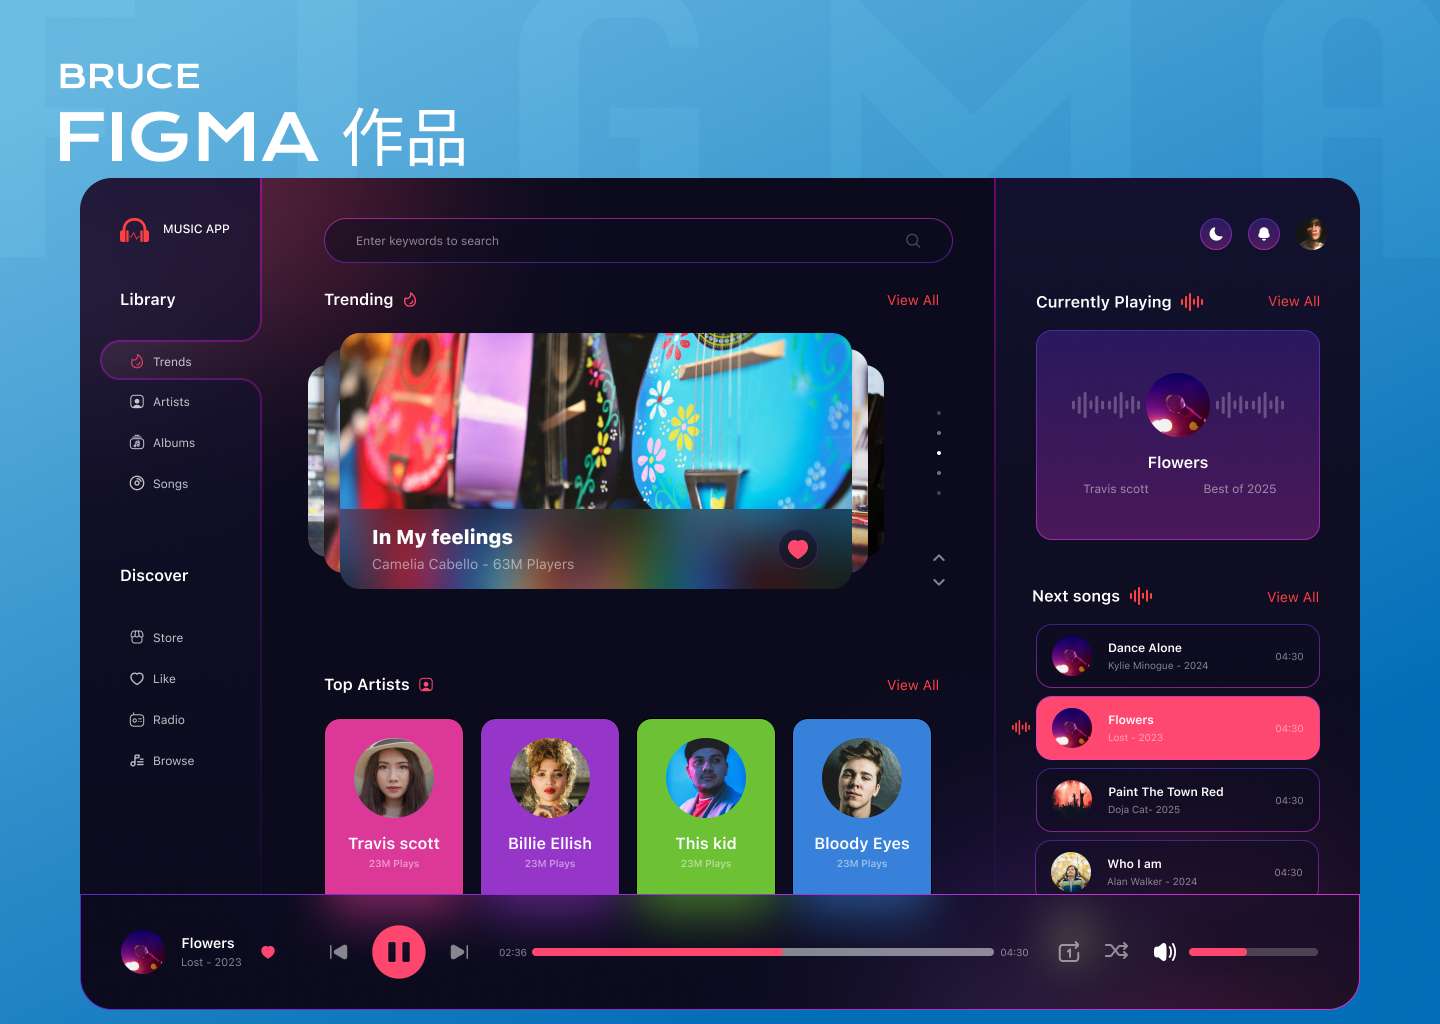 FIGMA
BRUCE
FIGMA 作品
MUSIC APP
Library
Trends
Artists
Albums
Songs
Discover
Store
Like
Radio
Browse
Enter keywords to search
Trending
View All
In My feelings
Camelia Cabello - 63M Players
Top Artists
View All
Travis scott
23M Plays
Billie Ellish
23M Plays
This kid
23M Plays
Bloody Eyes
23M Plays
Currently Playing
View All
Flowers
Travis scott
Best of 2025
Next songs
View All
Dance Alone
Kylie Minogue - 2024
04:30
Flowers
Lost - 2023
04:30
Paint The Town Red
Doja Cat- 2025
04:30
Who I am
Alan Walker - 2024
04:30
Flowers
Lost - 2023
02:36
04:30
1